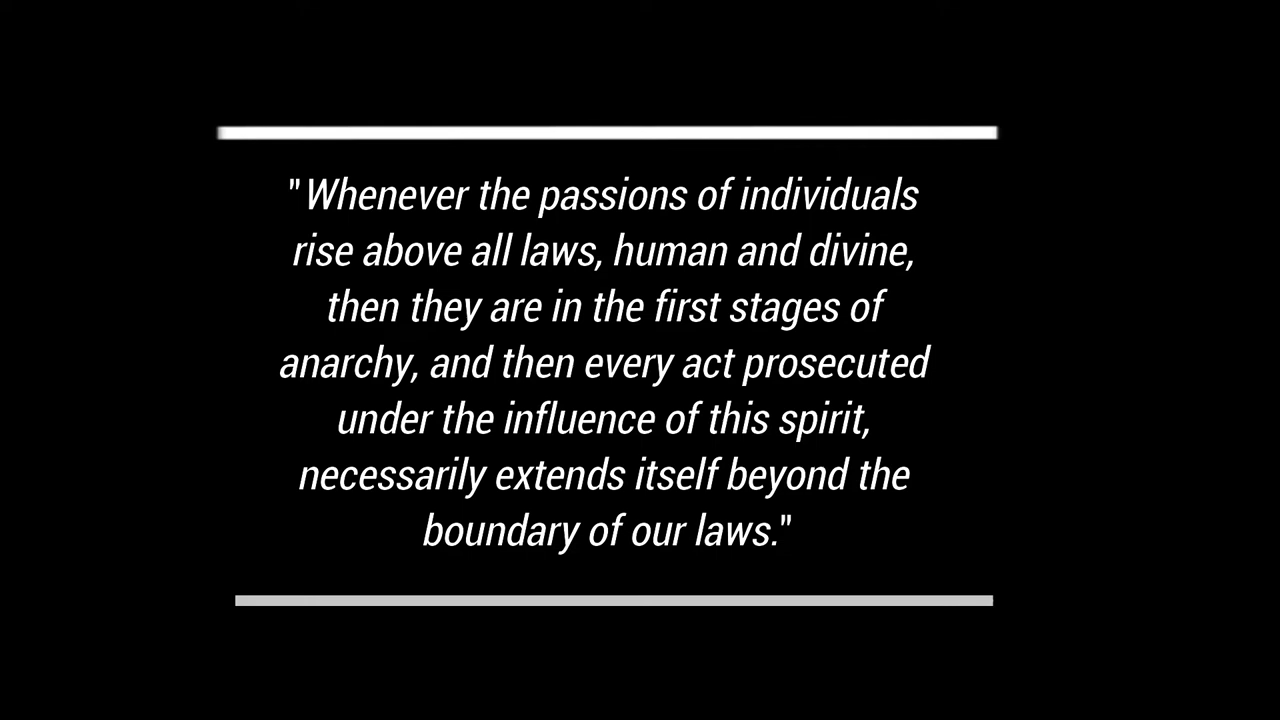 "Whenever the passions of individuals
rise above all laws, human and divine,
then they are in the first stages of
anarchy, and then every act prosecuted
under the influence of this spirit,
necessarily extends itself beyond the
boundary of our laws."